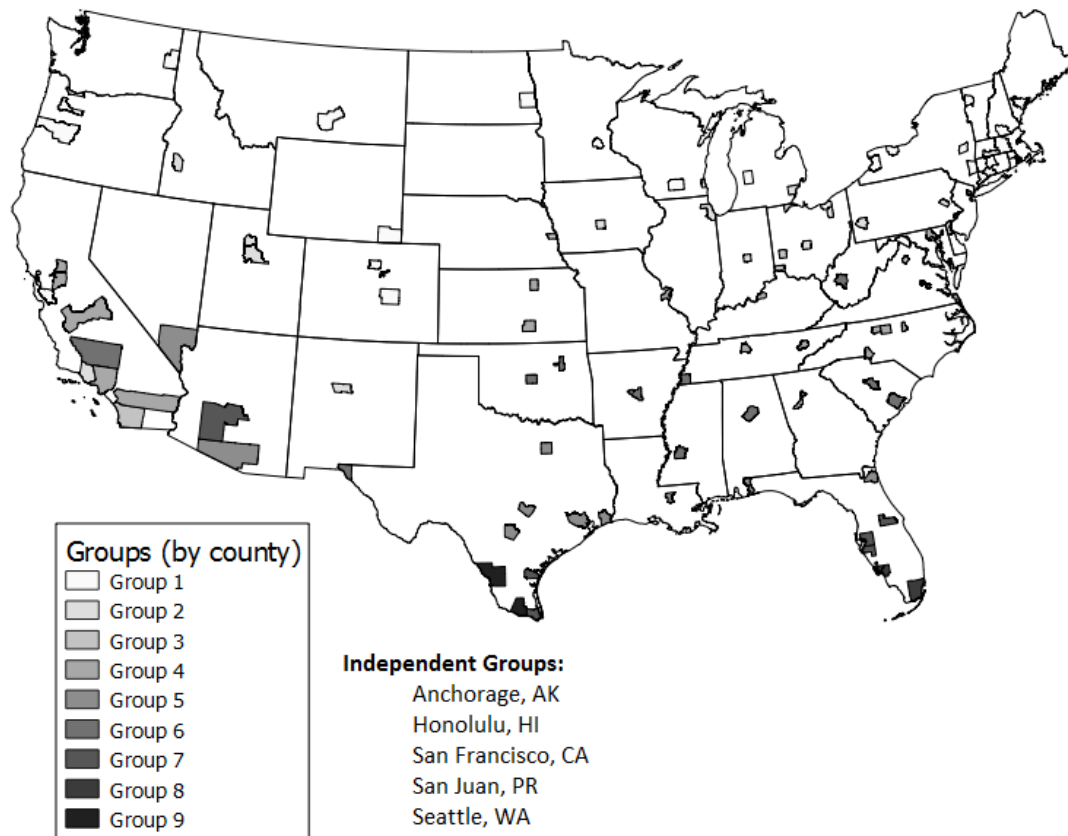 Groups (by county)
Group 1
Group 2
Group 3
Group 4
Group 5
Group 6
Group 7
Group 8
Group 9
Independent Groups:
Anchorage, AK
Honolulu, HI
San Francisco, CA
San Juan, PR
Seattle, WA